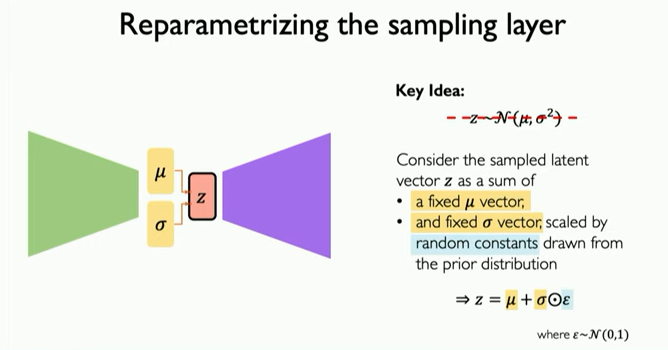 Reparametrizing the sampling layer
Key Idea:
z~𝒩(μ,σ²)
μ
σ
z
Consider the sampled latent
vector z as a sum of
• a fixed μ vector,
• and fixed σ vector, scaled by
random constants drawn from
the prior distribution
⇒ z = μ + σ⊙ε
where ε~𝒩(0,1)